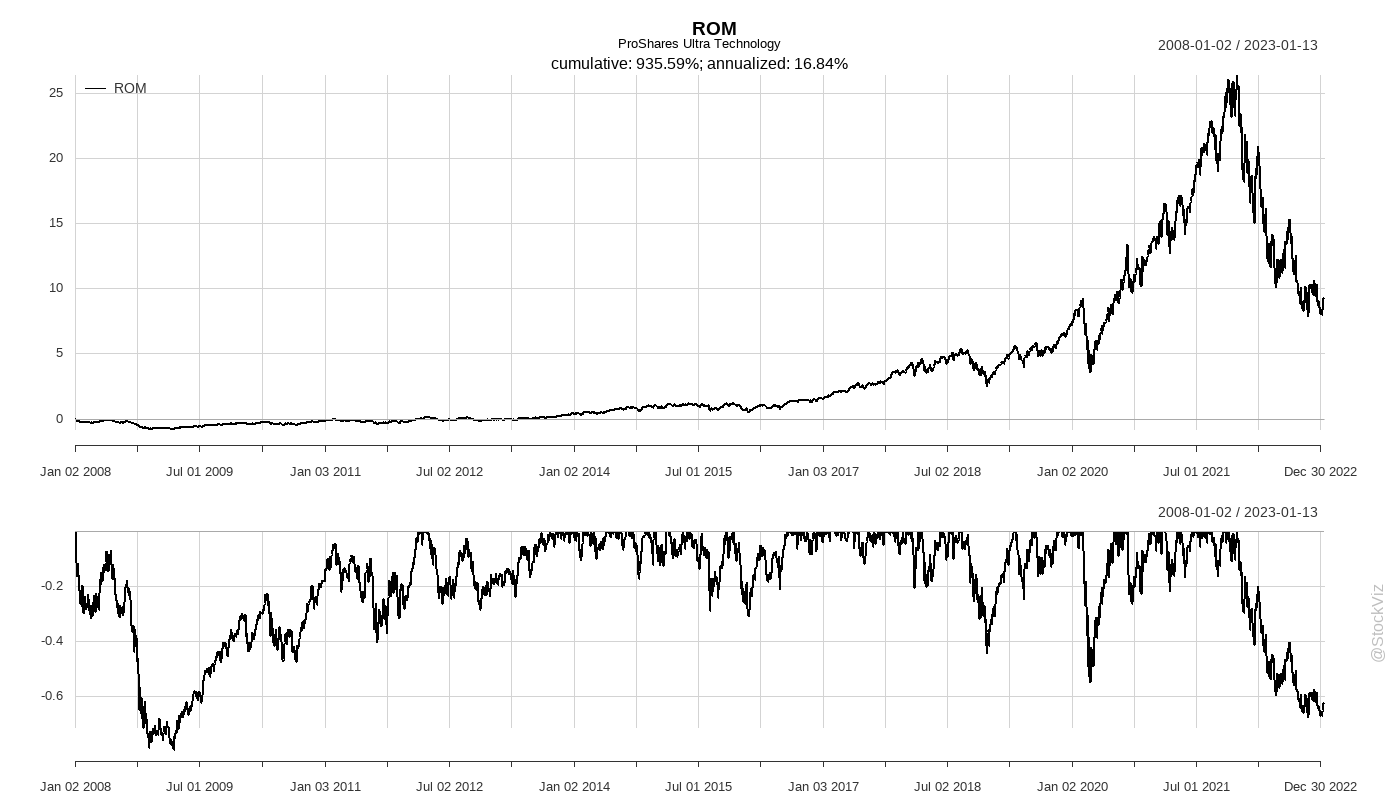 ROM
ProShares Ultra Technology
2008-01-02 / 2023-01-13
cumulative: 935.59%; annualized: 16.84%
ROM
25
20
15
10
5
0
Jan 02 2008 Jul 01 2009 Jan 03 2011 Jul 02 2012 Jan 02 2014 Jul 01 2015 Jan 03 2017 Jul 02 2018 Jan 02 2020 Jul 01 2021 Dec 30 2022
2008-01-02 / 2023-01-13
-0.2
-0.4
-0.6
@StockViz
Jan 02 2008 Jul 01 2009 Jan 03 2011 Jul 02 2012 Jan 02 2014 Jul 01 2015 Jan 03 2017 Jul 02 2018 Jan 02 2020 Jul 01 2021 Dec 30 2022